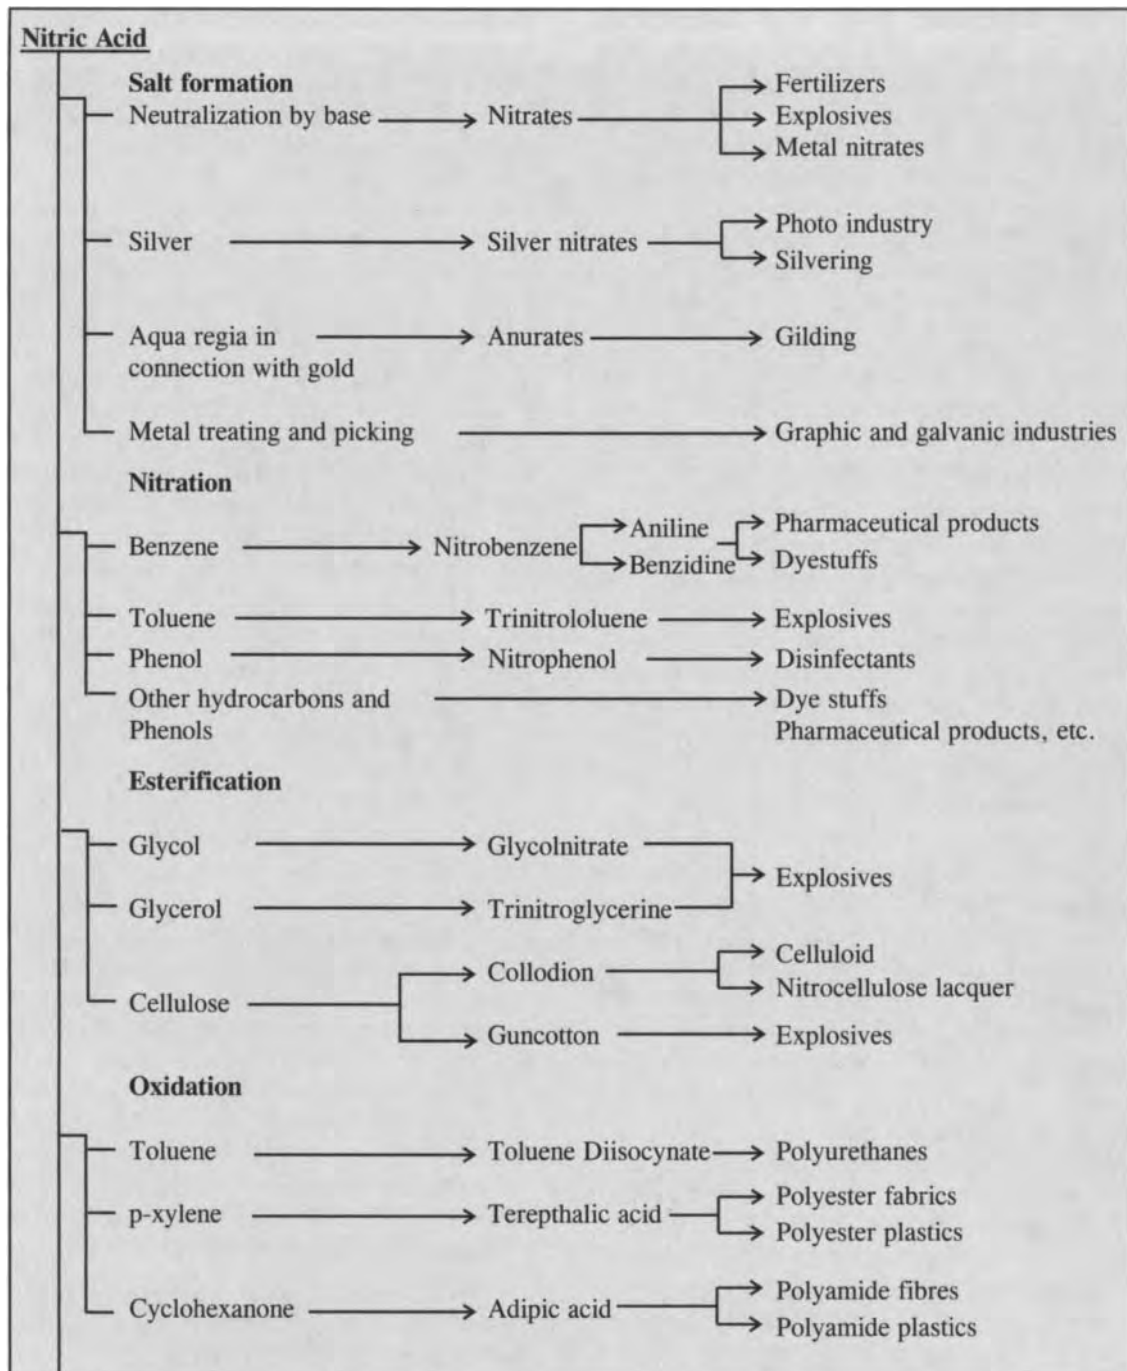 Nitric Acid
Salt formation
Neutralization by base Nitrates Fertilizers
Explosives
Metal nitrates
Silver Silver nitrates Photo industry
Silvering
Aqua regia in Anurates Gilding
connection with gold
Metal treating and picking Graphic and galvanic industries
Nitration
Benzene Nitrobenzene Aniline Pharmaceutical products
Benzidine Dyestuffs
Toluene Trinitrololuene Explosives
Phenol Nitrophenol Disinfectants
Other hydrocarbons and Dye stuffs
Phenols Pharmaceutical products, etc.
Esterification
Glycol Glycolnitrate
Explosives
Glycerol Trinitroglycerine
Collodion Celluloid
Nitrocellulose lacquer
Cellulose
Guncotton Explosives
Oxidation
Toluene Toluene Diisocynate Polyurethanes
p-xylene Terepthalic acid Polyester fabrics
Polyester plastics
Cyclohexanone Adipic acid Polyamide fibres
Polyamide plastics